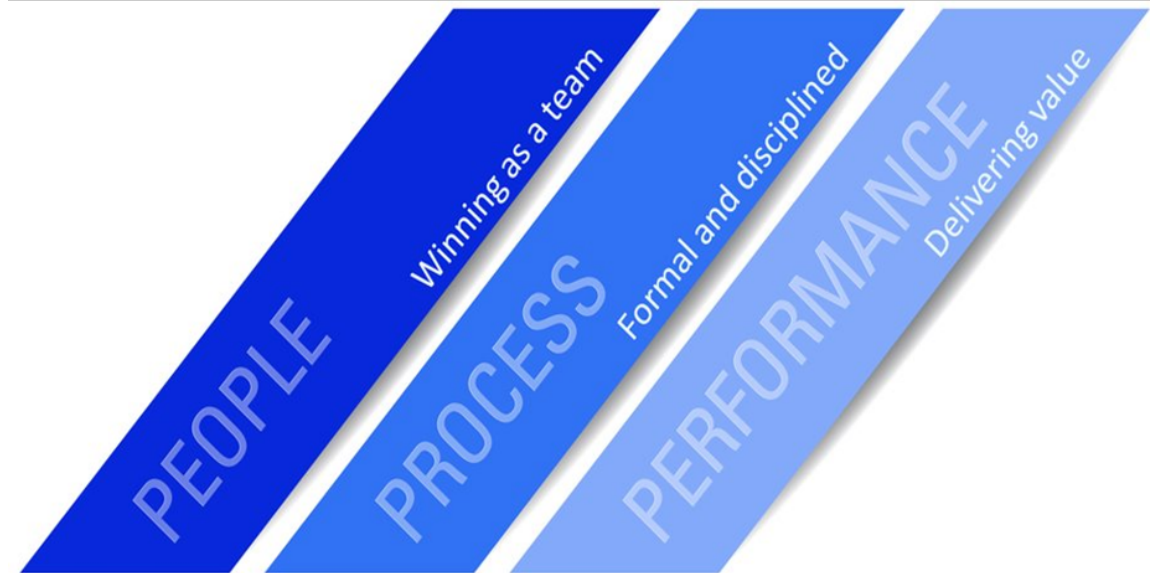 PEOPLE
Winning as a team
PROCESS
Formal and disciplined
PERFORMANCE
Delivering value